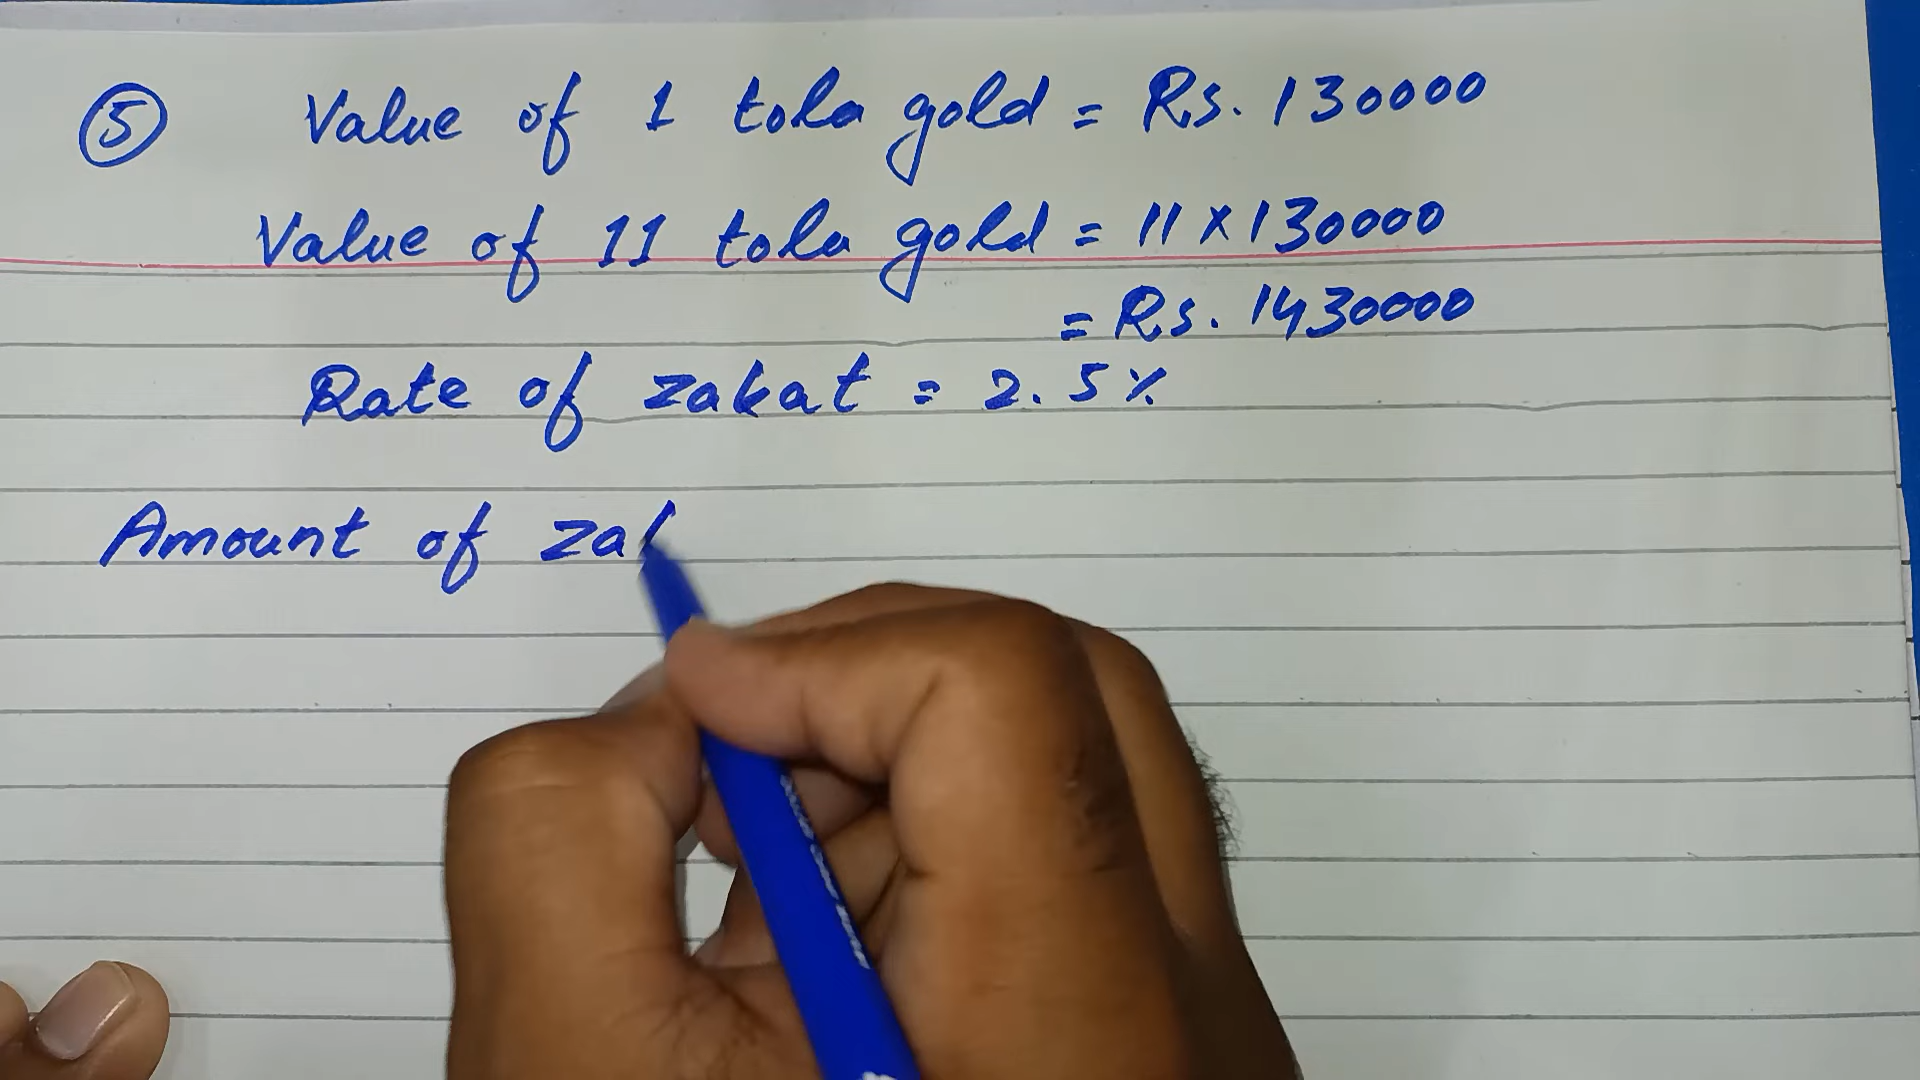 5 Value of 1 tola gold = Rs. 130000
Value of 11 tola gold = 11 x 130000
= Rs. 1430000
Rate of zakat = 2.5%
Amount of zak